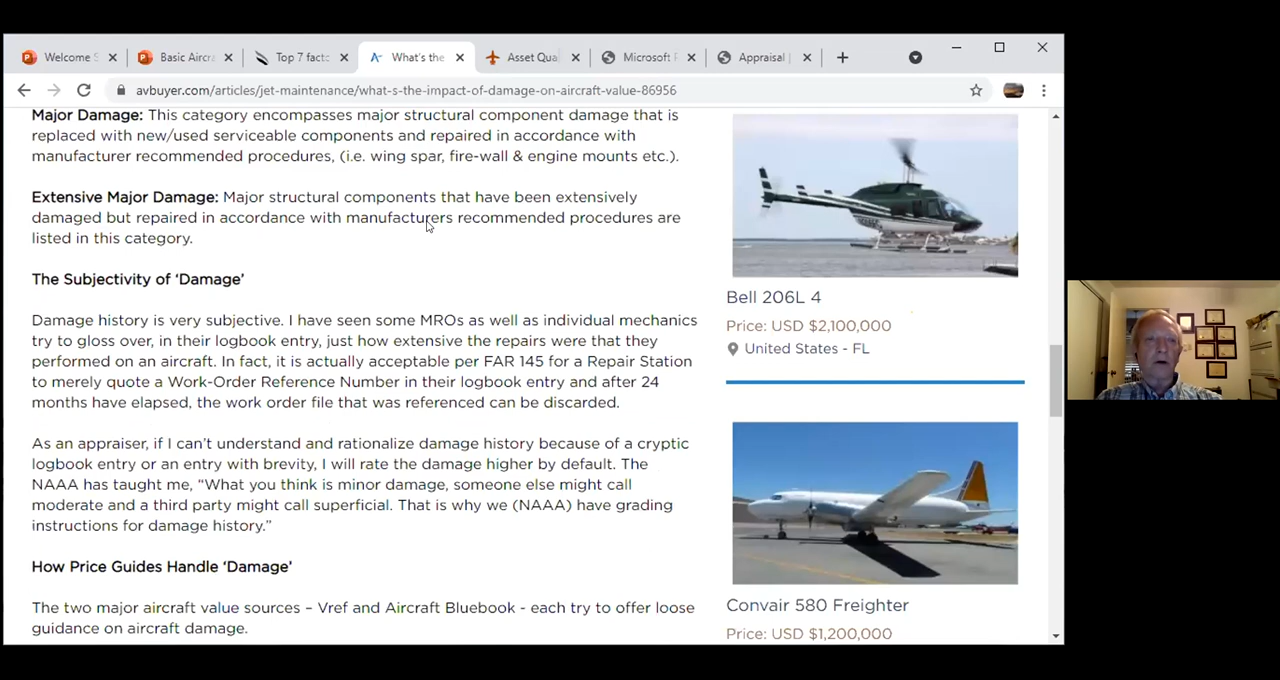 Welcome S
Basic Aircra
Top 7 facto
What's the
Asset Qual
Microsoft P
Appraisal |
avbuyer.com/articles/jet-maintenance/what-s-the-impact-of-damage-on-aircraft-value-86956
Major Damage: This category encompasses major structural component damage that is
replaced with new/used serviceable components and repaired in accordance with
manufacturer recommended procedures, (i.e. wing spar, fire-wall & engine mounts etc.).
Extensive Major Damage: Major structural components that have been extensively
damaged but repaired in accordance with manufacturers recommended procedures are
listed in this category.
The Subjectivity of ‘Damage’
Damage history is very subjective. I have seen some MROs as well as individual mechanics
try to gloss over, in their logbook entry, just how extensive the repairs were that they
performed on an aircraft. In fact, it is actually acceptable per FAR 145 for a Repair Station
to merely quote a Work-Order Reference Number in their logbook entry and after 24
months have elapsed, the work order file that was referenced can be discarded.
As an appraiser, if I can’t understand and rationalize damage history because of a cryptic
logbook entry or an entry with brevity, I will rate the damage higher by default. The
NAAA has taught me, “What you think is minor damage, someone else might call
moderate and a third party might call superficial. That is why we (NAAA) have grading
instructions for damage history.”
How Price Guides Handle ‘Damage’
The two major aircraft value sources – Vref and Aircraft Bluebook - each try to offer loose
guidance on aircraft damage.
Bell 206L 4
Price: USD $2,100,000
United States - FL
Convair 580 Freighter
Price: USD $1,200,000